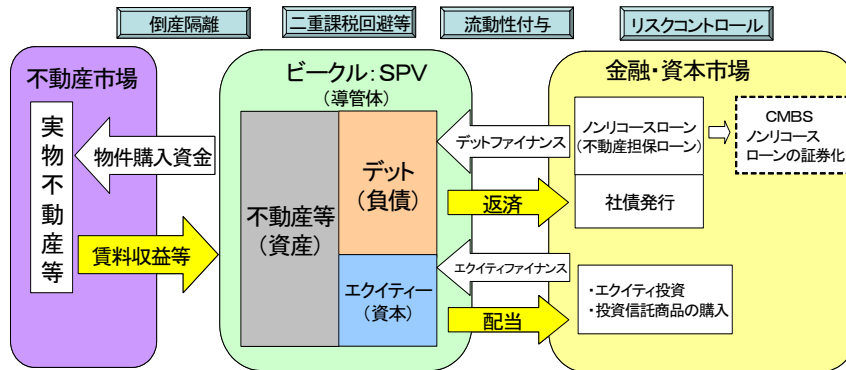 倒産隔離
二重課税回避等
流動性付与
リスクコントロール
不動産市場
実物不動産等
物件購入資金
賃料収益等
ビークル：SPV
（導管体）
不動産等
（資産）
デット
（負債）
エクイティー
（資本）
デットファイナンス
返済
エクイティファイナンス
配当
金融・資本市場
ノンリコースローン
（不動産担保ローン）
社債発行
・エクイティ投資
・投資信託商品の購入
CMBS
ノンリコース
ローンの証券化